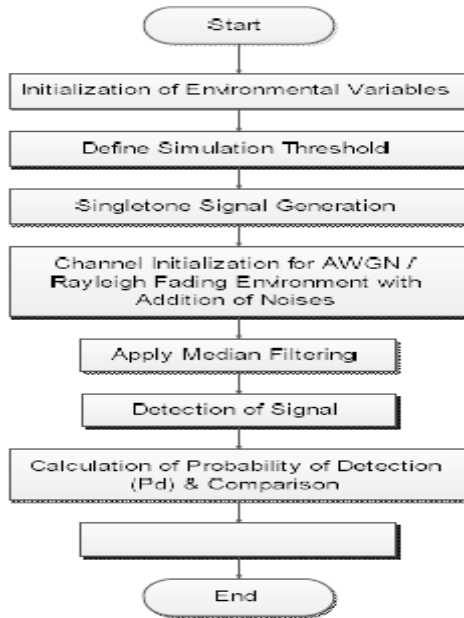 Start
Initialization of Environmental Variables
Define Simulation Threshold
Singletone Signal Generation
Channel Initialization for AWGN /
Rayleigh Fading Environment with
Addition of Noises
Apply Median Filtering
Detection of Signal
Calculation of Probability of Detection
(Pd) & Comparison
End